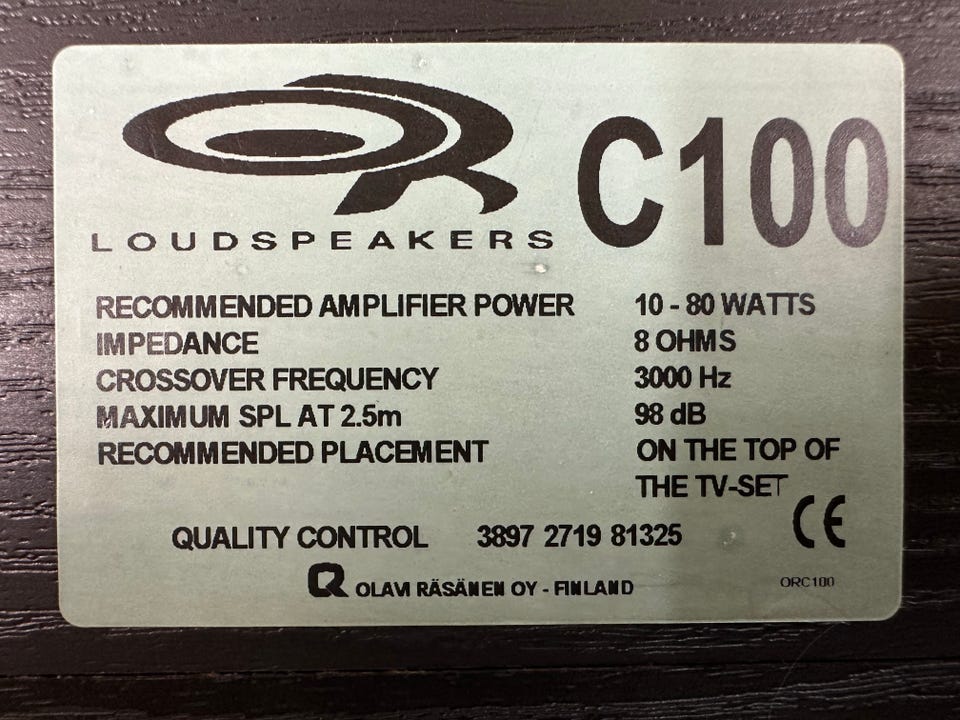 OR C100
LOUDSPEAKERS
RECOMMENDED AMPLIFIER POWER 10 - 80 WATTS
IMPEDANCE 8 OHMS
CROSSOVER FREQUENCY 3000 Hz
MAXIMUM SPL AT 2.5m 98 dB
RECOMMENDED PLACEMENT ON THE TOP OF
THE TV-SET
CE
QUALITY CONTROL 3897 2719 81325
OLAVI RÄSÄNEN OY - FINLAND
ORC100